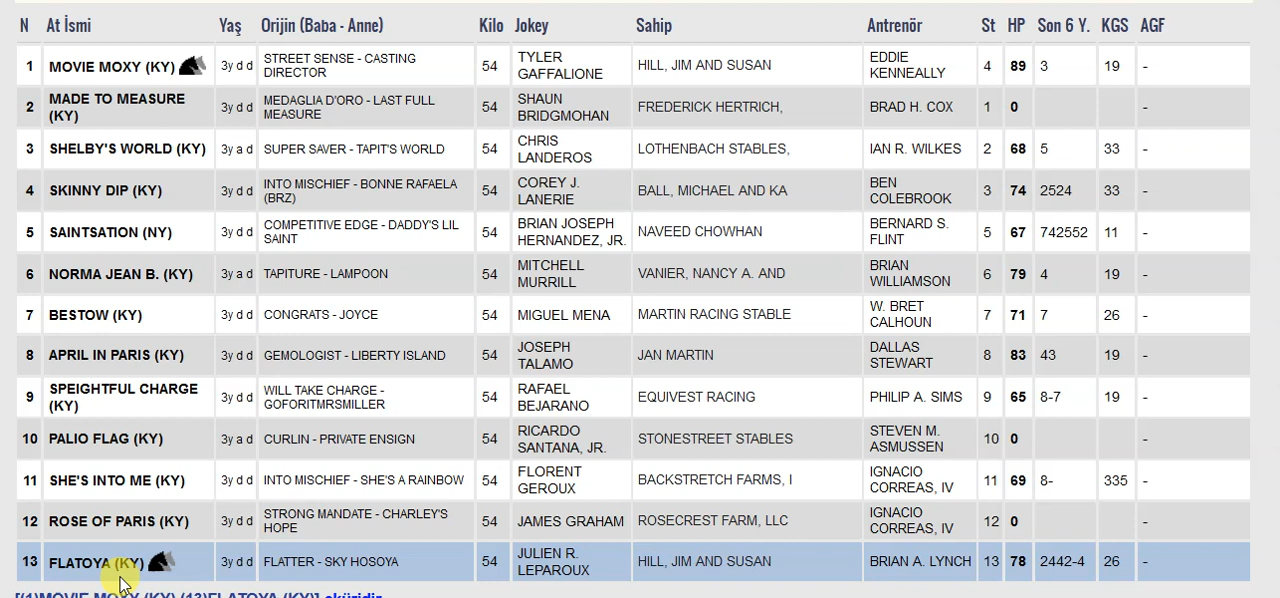 N At İsmi Yaş Orijin (Baba - Anne) Kilo Jokey Sahip Antrenör St HP Son 6 Y. KGS AGF
1 MOVIE MOXY (KY) 3y d d STREET SENSE - CASTING DIRECTOR 54 TYLER GAFFALIONE HILL, JIM AND SUSAN EDDIE KENNEALLY 4 89 3 19 -
2 MADE TO MEASURE (KY) 3y d d MEDAGLIA D'ORO - LAST FULL MEASURE 54 SHAUN BRIDGMOHAN FREDERICK HERTRICH, BRAD H. COX 1 0 -
3 SHELBY'S WORLD (KY) 3y a d SUPER SAVER - TAPIT'S WORLD 54 CHRIS LANDEROS LOTHENBACH STABLES, IAN R. WILKES 2 68 5 33 -
4 SKINNY DIP (KY) 3y d d INTO MISCHIEF - BONNE RAFAELA (BRZ) 54 COREY J. LANERIE BALL, MICHAEL AND KA BEN COLEBROOK 3 74 2524 33 -
5 SAINTSATION (NY) 3y d d COMPETITIVE EDGE - DADDY'S LIL SAINT 54 BRIAN JOSEPH HERNANDEZ, JR. NAVEED CHOWHAN BERNARD S. FLINT 5 67 742552 11 -
6 NORMA JEAN B. (KY) 3y a d TAPITURE - LAMPOON 54 MITCHELL MURRILL VANIER, NANCY A. AND BRIAN WILLIAMSON 6 79 4 19 -
7 BESTOW (KY) 3y d d CONGRATS - JOYCE 54 MIGUEL MENA MARTIN RACING STABLE W. BRET CALHOUN 7 71 7 26 -
8 APRIL IN PARIS (KY) 3y d d GEMOLOGIST - LIBERTY ISLAND 54 JOSEPH TALAMO JAN MARTIN DALLAS STEWART 8 83 43 19 -
9 SPEIGHTFUL CHARGE (KY) 3y d d WILL TAKE CHARGE - GOFORITMRSMILLER 54 RAFAEL BEJARANO EQUIVEST RACING PHILIP A. SIMS 9 65 8-7 19 -
10 PALIO FLAG (KY) 3y a d CURLIN - PRIVATE ENSIGN 54 RICARDO SANTANA, JR. STONESTREET STABLES STEVEN M. ASMUSSEN 10 0 -
11 SHE'S INTO ME (KY) 3y d d INTO MISCHIEF - SHE'S A RAINBOW 54 FLORENT GEROUX BACKSTRETCH FARMS, I IGNACIO CORREAS, IV 11 69 8- 335 -
12 ROSE OF PARIS (KY) 3y d d STRONG MANDATE - CHARLEY'S HOPE 54 JAMES GRAHAM ROSECREST FARM, LLC IGNACIO CORREAS, IV 12 0 -
13 FLATOYA (KY) 3y d d FLATTER - SKY HOSOYA 54 JULIEN R. LEPAROUX HILL, JIM AND SUSAN BRIAN A. LYNCH 13 78 2442-4 26 -
[(1)MOVIE MOXY (KY),(13)FLATOYA (KY)] eküridir.